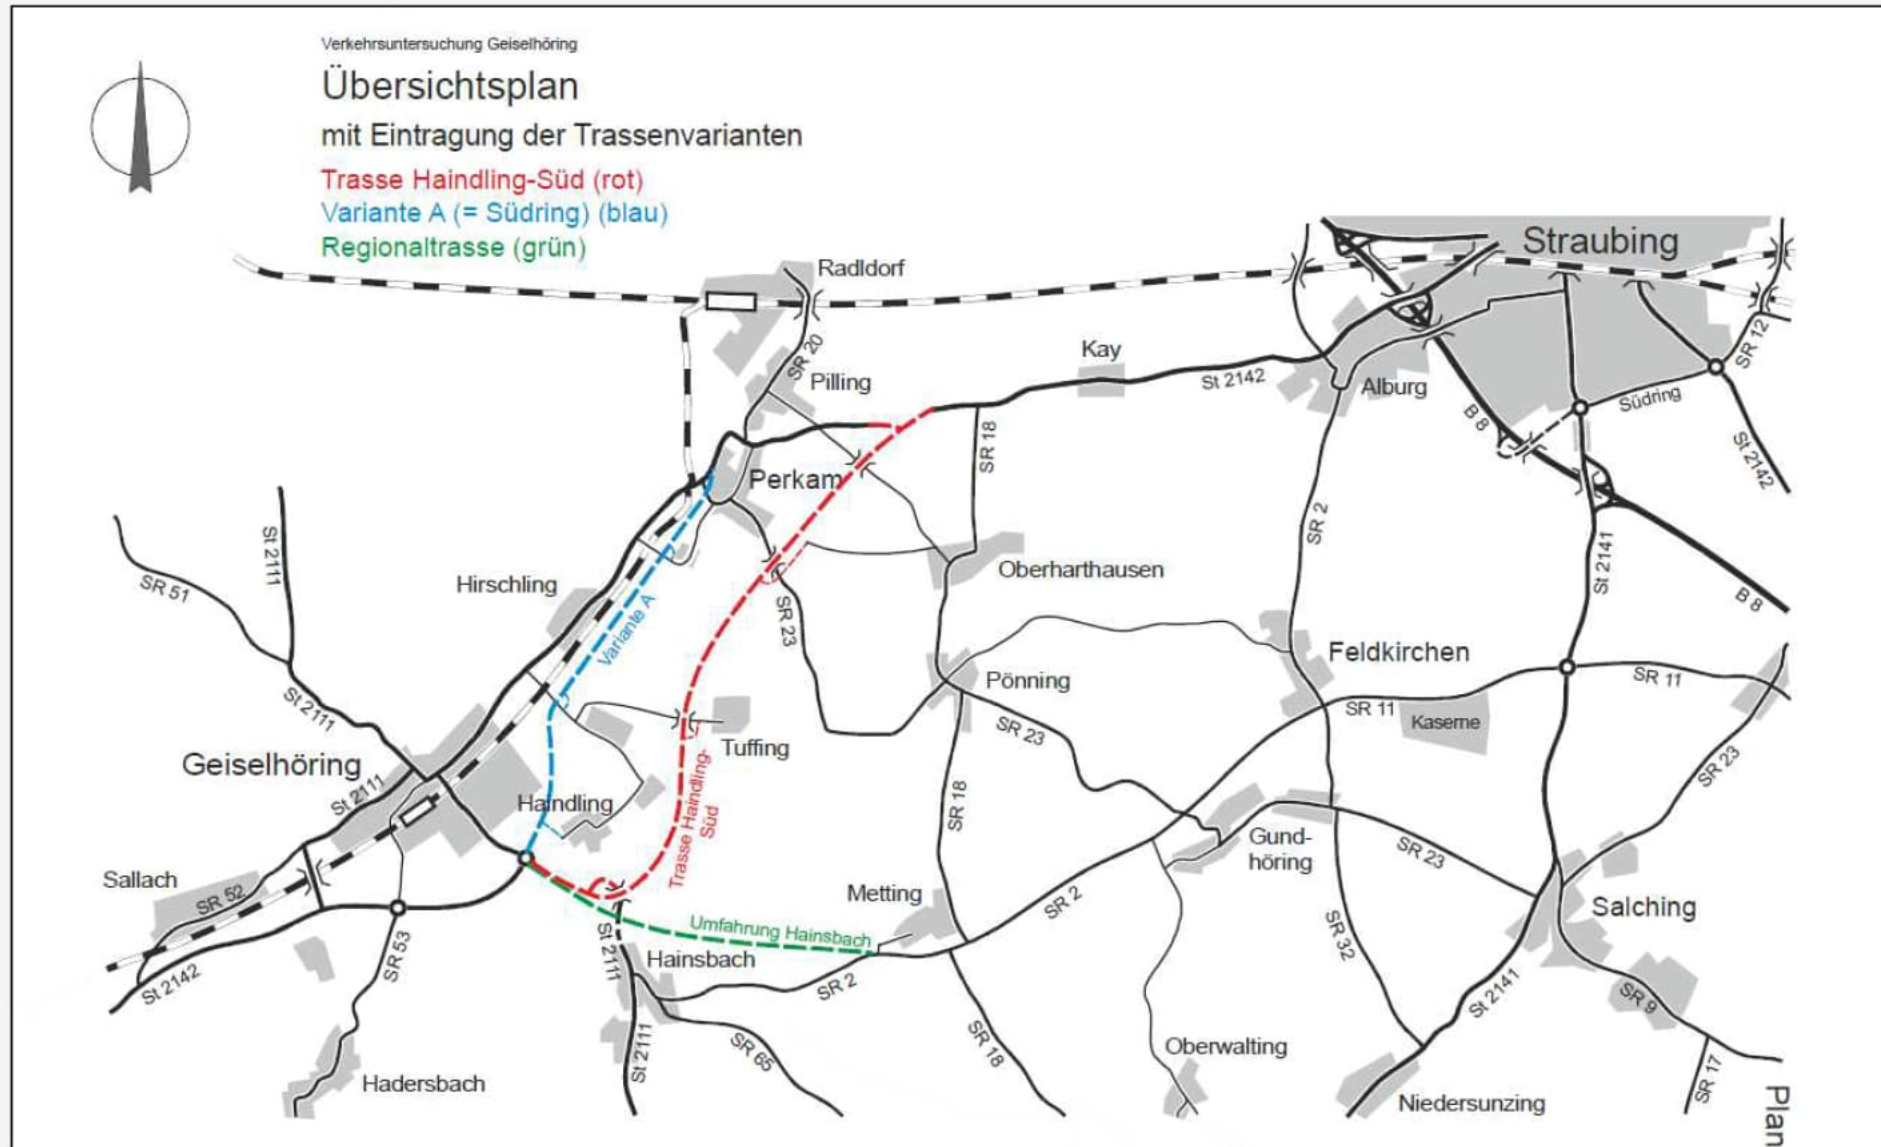 Verkehrsuntersuchung Geiselhöring
Übersichtsplan
mit Eintragung der Trassenvarianten
Trasse Haindling-Süd (rot)
Variante A (= Südring) (blau)
Regionaltrasse (grün)
Straubing
Radldorf
SR 20
Pilling
Kay
St 2142
Alburg
SR 12
Südring
B 8
St 2142
SR 18
Perkam
SR 2
St 2141
B 8
St 2111
SR 51
Hirschling
Oberharthausen
SR 23
Variante A
Feldkirchen
SR 11
Pönning
St 2111
SR 11
Kaserne
SR 23
Tuffing
SR 23
Geiselhöring
St 2111
Haindling
Trasse Haindling-
Süd
SR 18
Gund-
höring
SR 23
Sallach
SR 52
Metting
SR 2
Salching
Umfahrung Hainsbach
SR 53
St 2111
Hainsbach
SR 32
St 2142
SR 2
St 2141
SR 9
St 2111
SR 65
SR 18
Oberwalting
Hadersbach
SR 17
Niedersunzing
Plan